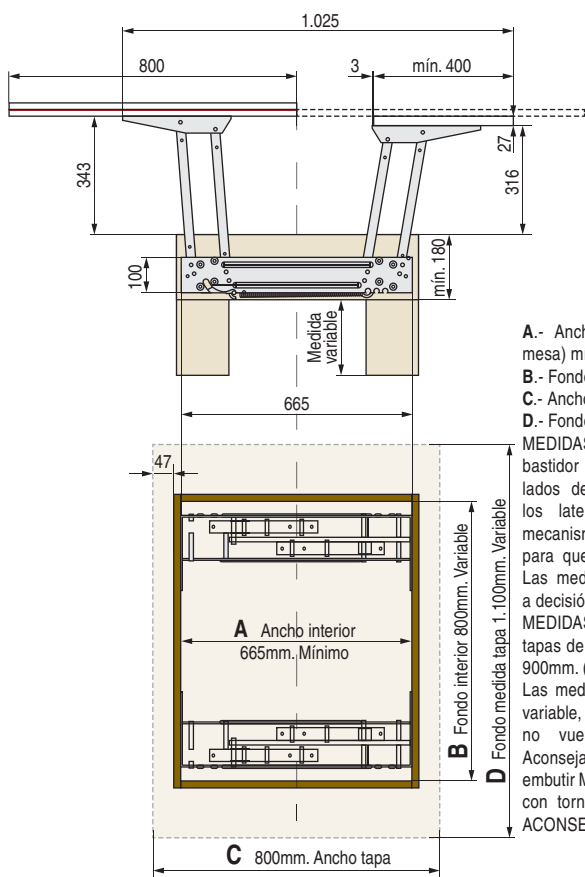 1.025
800
3
mín. 400
27
343
316
100
mín. 180
Medida
variable
665
47
A Ancho interior
665mm. Mínimo
B Fondo interior 800mm. Variable
D Fondo medida tapa 1.100mm. Variable
C 800mm. Ancho tapa
A.- Anch
mesa) m
B.- Fond
C.- Anch
D.- Fond
MEDIDAS
bastidor
lados de
los late
mecanism
para que
Las med
a decisió
MEDIDAS
tapas de
900mm. (
Las med
variable,
no vue
Aconseja
embutir M
con torn
ACONSE